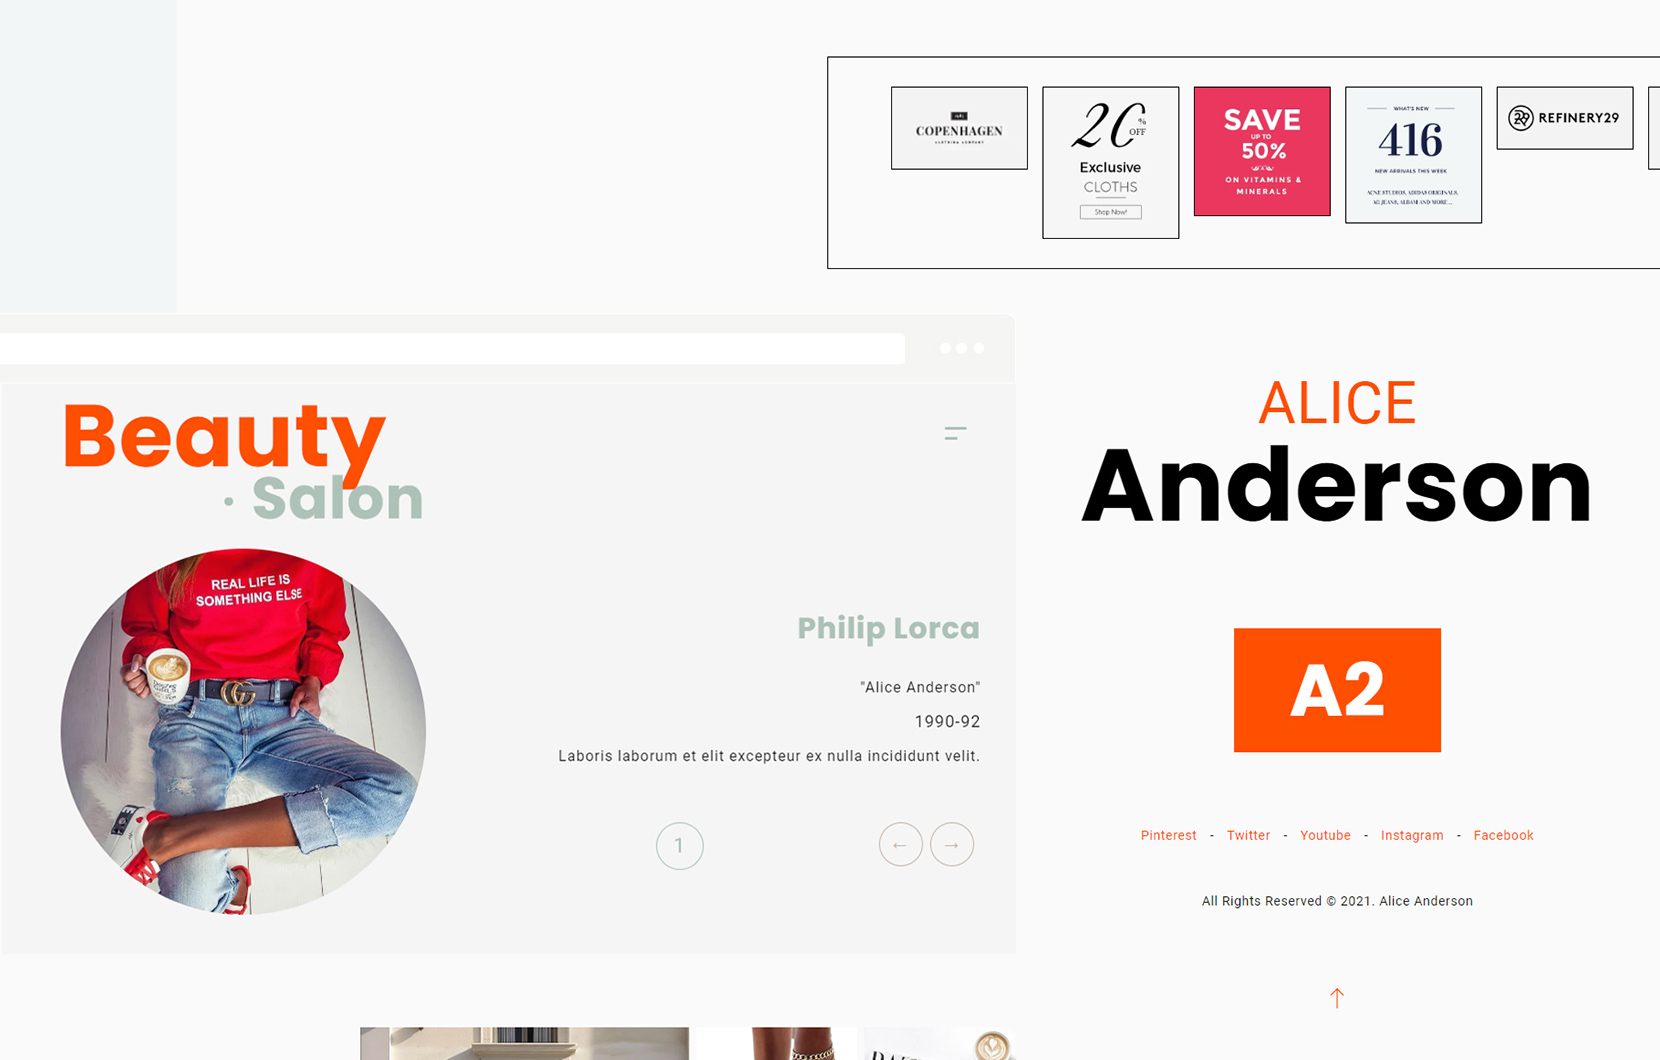 COPENHAGEN
CLOTHING COMPANY
20
%
OFF
Exclusive
CLOTHS
Shop Now!
SAVE
UP TO
50%
ON VITAMINS &
MINERALS
WHAT'S NEW
416
NEW ARRIVALS THIS WEEK
ACNE STUDIOS, ADIDAS ORIGINALS,
AG JEANS, ALBAM AND MORE...
29 REFINERY29
Beauty
· Salon
REAL LIFE IS
SOMETHING ELSE
Philip Lorca
"Alice Anderson"
1990-92
Laboris laborum et elit excepteur ex nulla incididunt velit.
1
← →
ALICE
Anderson
A2
Pinterest - Twitter - Youtube - Instagram - Facebook
All Rights Reserved © 2021. Alice Anderson
↑